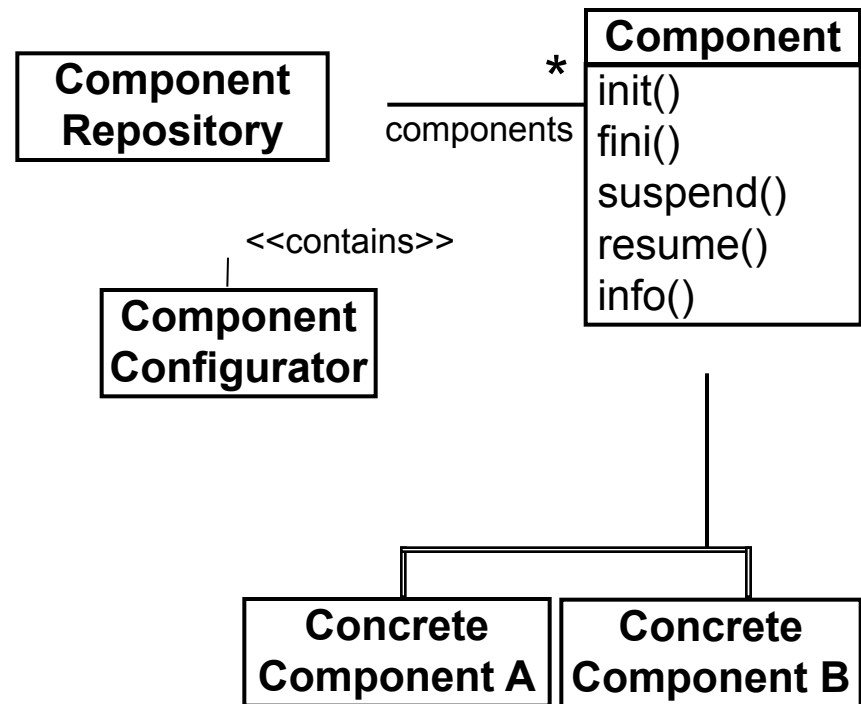 Component
Repository
*
components
Component
init()
fini()
suspend()
resume()
info()
<<contains>>
Component
Configurator
Concrete
Component A
Concrete
Component B